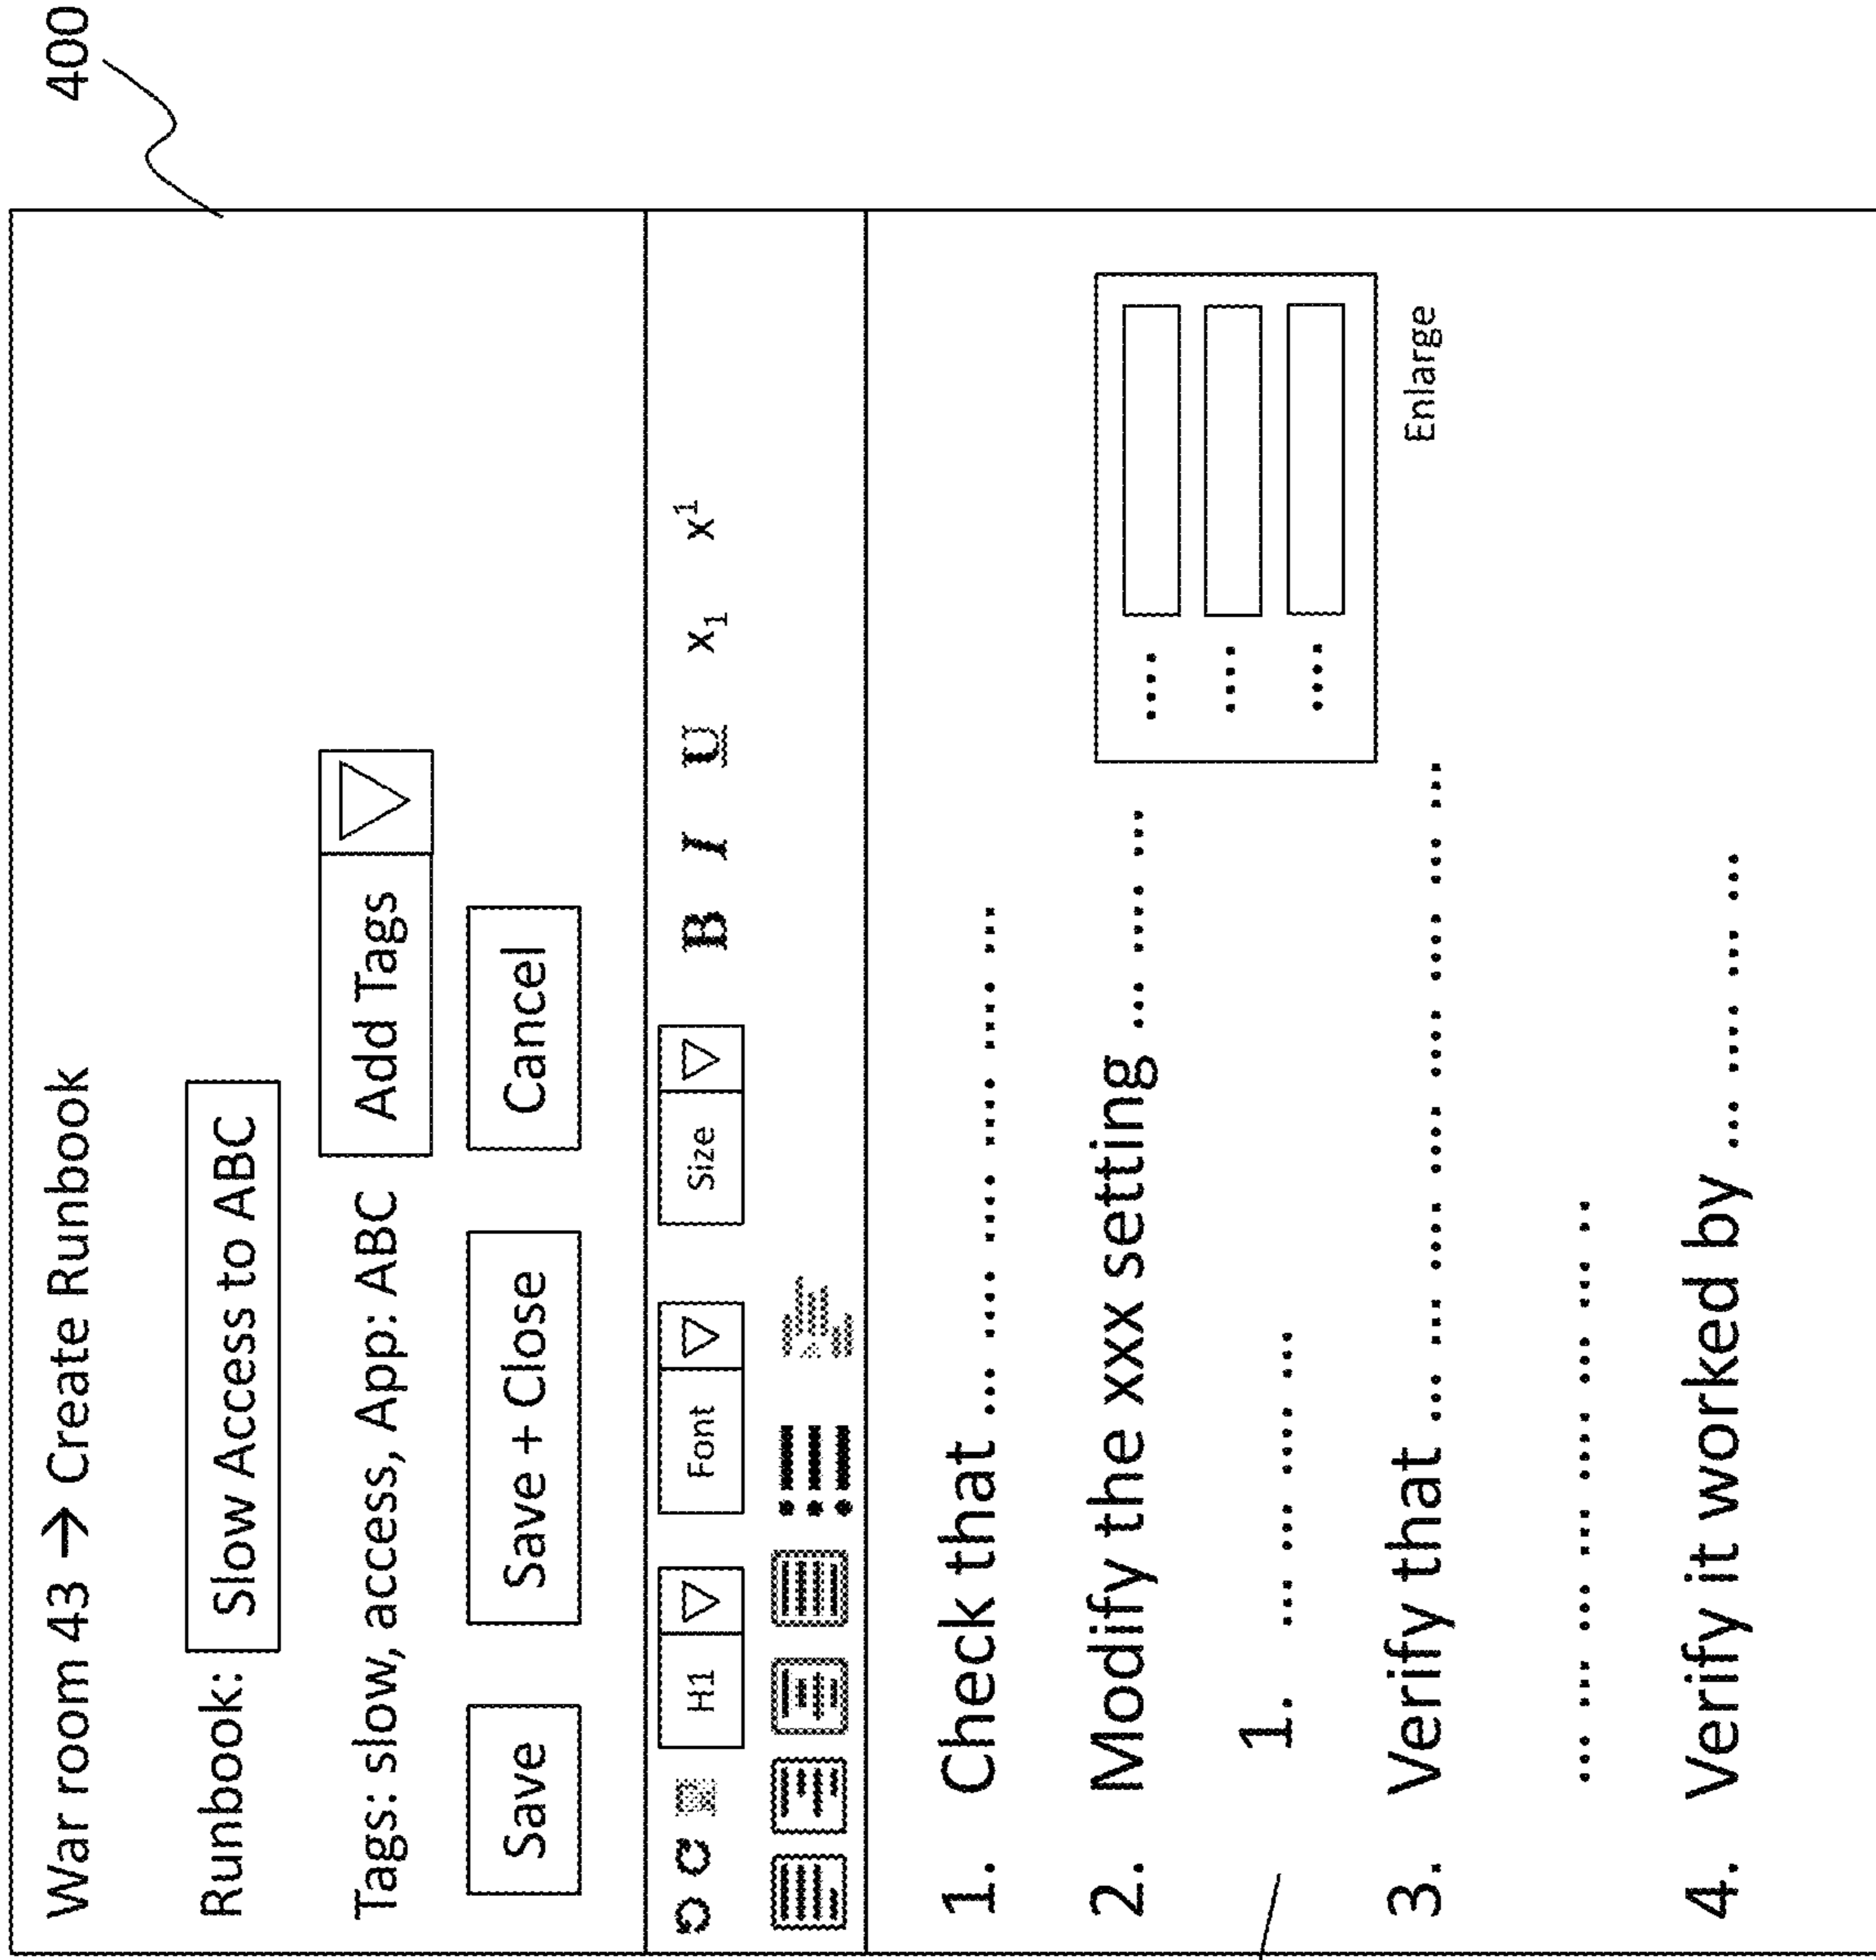 400
War room 43 → Create Runbook
Runbook: Slow Access to ABC
Tags: slow, access, App: ABC Add Tags
Save Save + Close Cancel
H1 Font Size B I U x₁ x¹
1. Check that ... .... .... .... .... .... ...
2. Modify the xxx setting ... .... ... ...
1. ... ... .... ...
Enlarge
3. Verify that ... ... .... .... .... .... .... ... ... ...
... ... ... ... .... ... .... ...
4. Verify it worked by ... .... ... ...